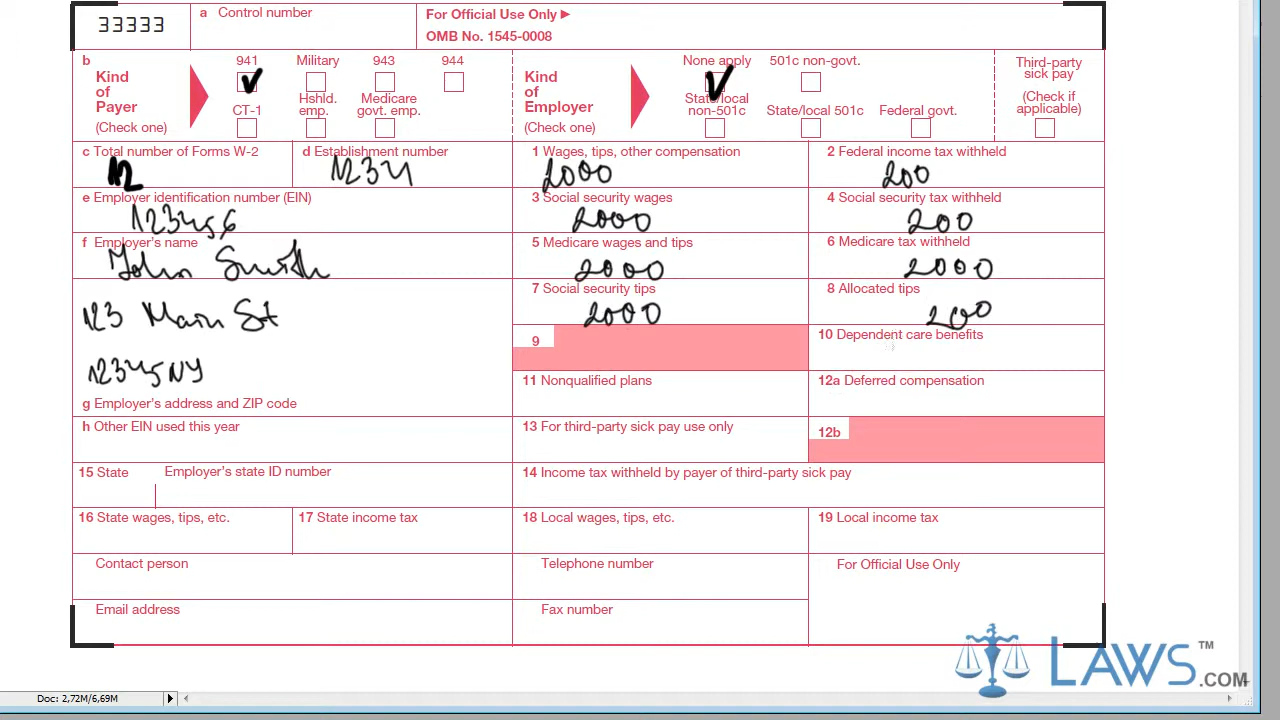 33333
a Control number
For Official Use Only ►
OMB No. 1545-0008
b
Kind
of
Payer
(Check one)
941 Military 943 944
CT-1 Hshld. emp. Medicare govt. emp.
Kind
of
Employer
(Check one)
None apply 501c non-govt.
State/local non-501c State/local 501c Federal govt.
Third-party
sick pay
(Check if
applicable)
c Total number of Forms W-2
12
d Establishment number
1234
1 Wages, tips, other compensation
2000
2 Federal income tax withheld
200
e Employer identification number (EIN)
123456
3 Social security wages
2000
4 Social security tax withheld
200
f Employer's name
John Smith
5 Medicare wages and tips
2000
6 Medicare tax withheld
2000
123 Main St
12345 NY
g Employer's address and ZIP code
7 Social security tips
2000
8 Allocated tips
200
9
10 Dependent care benefits
11 Nonqualified plans
12a Deferred compensation
h Other EIN used this year
13 For third-party sick pay use only
12b
15 State Employer's state ID number
14 Income tax withheld by payer of third-party sick pay
16 State wages, tips, etc.
17 State income tax
18 Local wages, tips, etc.
19 Local income tax
Contact person
Telephone number
For Official Use Only
Email address
Fax number
LAWS™
.COM
Doc: 2,72M/6,69M